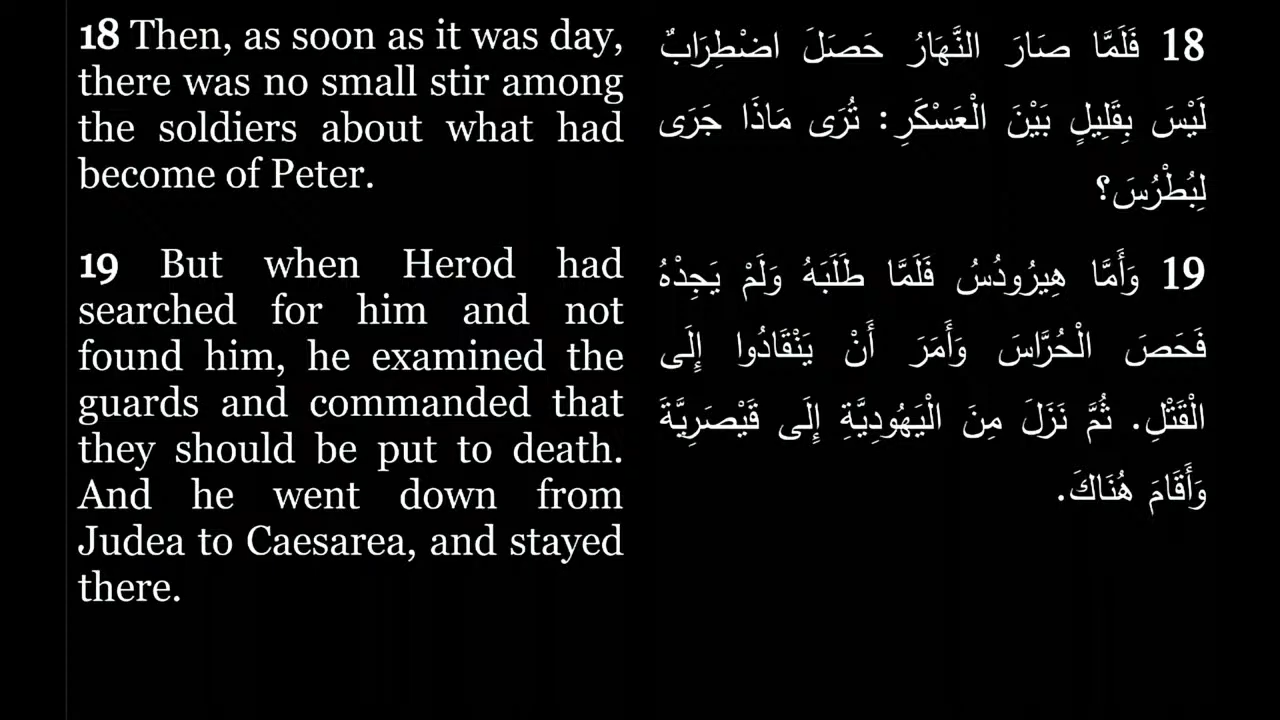 18 Then, as soon as it was day,
there was no small stir among
the soldiers about what had
become of Peter.
19 But when Herod had
searched for him and not
found him, he examined the
guards and commanded that
they should be put to death.
And he went down from
Judea to Caesarea, and stayed
there.
18 فَلَمَّا صَارَ النَّهَارُ حَصَلَ اضْطِرَابٌ
لَيْسَ بِقَلِيلٍ بَيْنَ الْعَسْكَرِ: تُرَى مَاذَا جَرَى
لِبُطْرُسَ؟
19 وَأَمَّا هِيرُودُسُ فَلَمَّا طَلَبَهُ وَلَمْ يَجِدْهُ
فَحَصَ الْحُرَّاسَ وَأَمَرَ أَنْ يَنْقَادُوا إِلَى
الْقَتْلِ. ثُمَّ نَزَلَ مِنَ الْيَهُودِيَّةِ إِلَى قَيْصَرِيَّةَ
وَأَقَامَ هُنَاكَ.